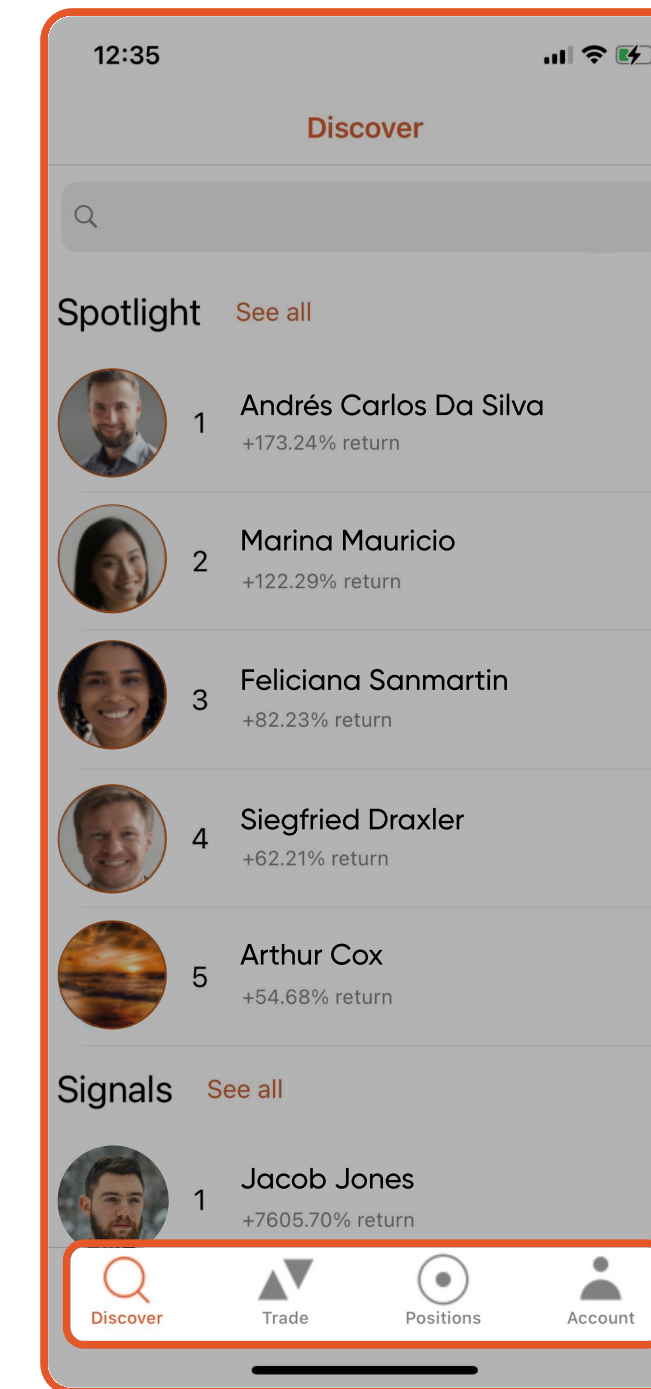 12:35
Discover
Spotlight See all
1 Andrés Carlos Da Silva
+173.24% return
2 Marina Mauricio
+122.29% return
3 Feliciana Sanmartin
+82.23% return
4 Siegfried Draxler
+62.21% return
5 Arthur Cox
+54.68% return
Signals See all
1 Jacob Jones
+7605.70% return
Discover Trade Positions Account